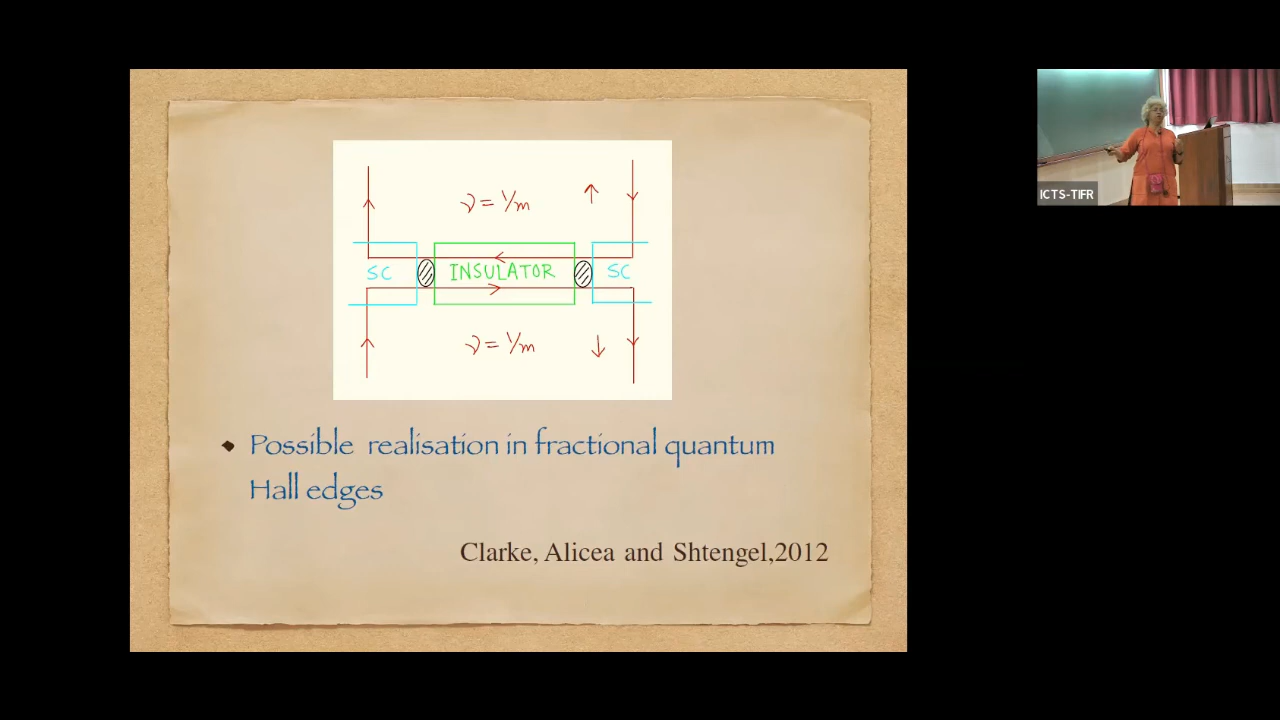 ν = 1/m ↑
SC INSULATOR SC
ν = 1/m ↓
Possible realisation in fractional quantum
Hall edges
Clarke, Alicea and Shtengel,2012
ICTS-TIFR